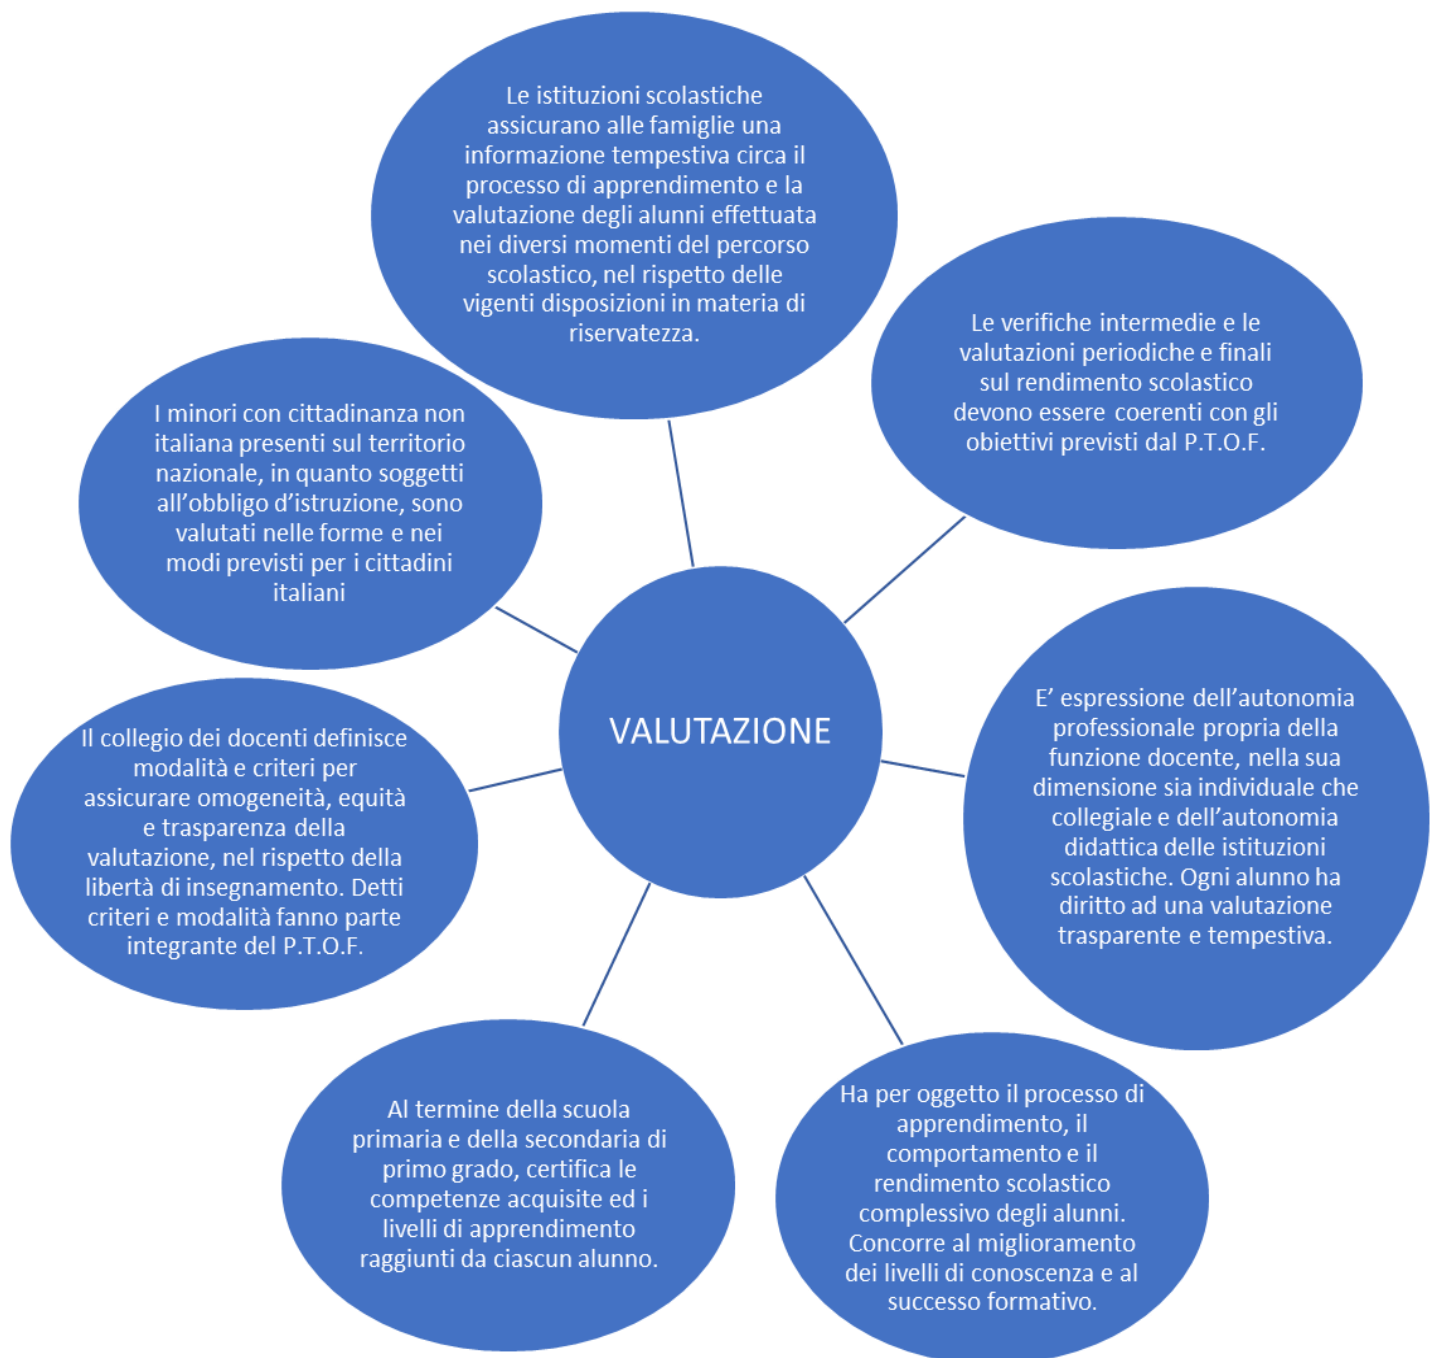 Le istituzioni scolastiche
assicurano alle famiglie una
informazione tempestiva circa il
processo di apprendimento e la
valutazione degli alunni effettuata
nei diversi momenti del percorso
scolastico, nel rispetto delle
vigenti disposizioni in materia di
riservatezza.
Le verifiche intermedie e le
valutazioni periodiche e finali
sul rendimento scolastico
devono essere coerenti con gli
obiettivi previsti dal P.T.O.F.
E’ espressione dell’autonomia
professionale propria della
funzione docente, nella sua
dimensione sia individuale che
collegiale e dell’autonomia
didattica delle istituzioni
scolastiche. Ogni alunno ha
diritto ad una valutazione
trasparente e tempestiva.
Ha per oggetto il processo di
apprendimento, il
comportamento e il
rendimento scolastico
complessivo degli alunni.
Concorre al miglioramento
dei livelli di conoscenza e al
successo formativo.
Al termine della scuola
primaria e della secondaria di
primo grado, certifica le
competenze acquisite ed i
livelli di apprendimento
raggiunti da ciascun alunno.
Il collegio dei docenti definisce
modalità e criteri per
assicurare omogeneità, equità
e trasparenza della
valutazione, nel rispetto della
libertà di insegnamento. Detti
criteri e modalità fanno parte
integrante del P.T.O.F.
I minori con cittadinanza non
italiana presenti sul territorio
nazionale, in quanto soggetti
all’obbligo d’istruzione, sono
valutati nelle forme e nei
modi previsti per i cittadini
italiani
VALUTAZIONE